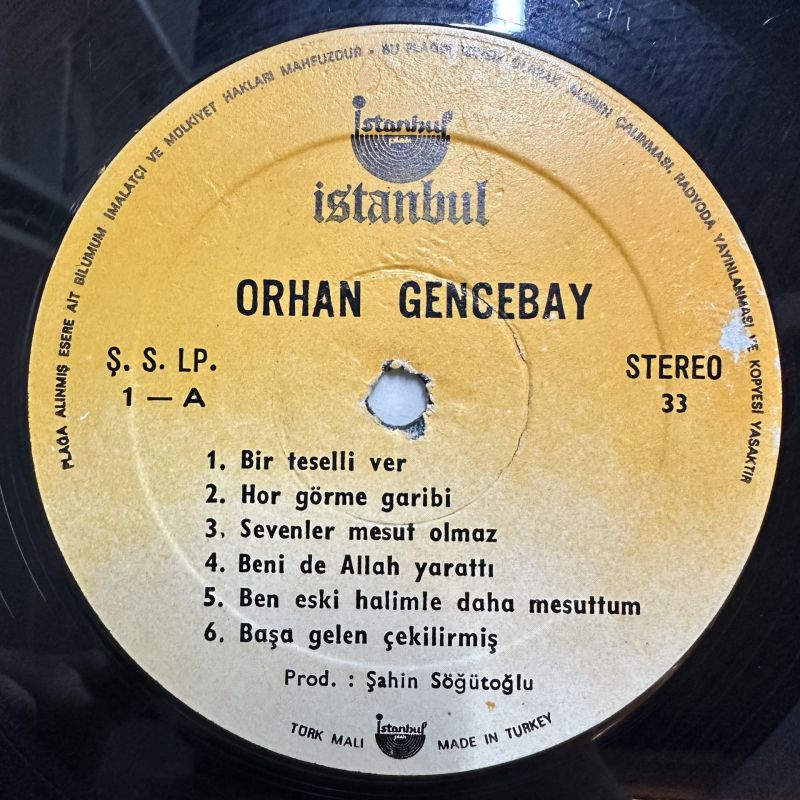 PLAĞA ALINMIŞ ESERE AİT BİLUMUM İMALATÇI VE MÜLKİYET HAKLARI MAHFUZDUR - BU PLAĞIN ALENEN ÇALINMASI, RADYODA YAYINLANMASI VE KOPYESİ YASAKTIR
istanbul
plak
istanbul
ORHAN GENCEBAY
Ş. S. LP.
1 — A
STEREO
33
1. Bir teselli ver
2. Hor görme garibi
3. Sevenler mesut olmaz
4. Beni de Allah yarattı
5. Ben eski halimle daha mesuttum
6. Başa gelen çekilirmiş
Prod. : Şahin Söğütoğlu
TÜRK MALI
istanbul
plak
MADE IN TURKEY